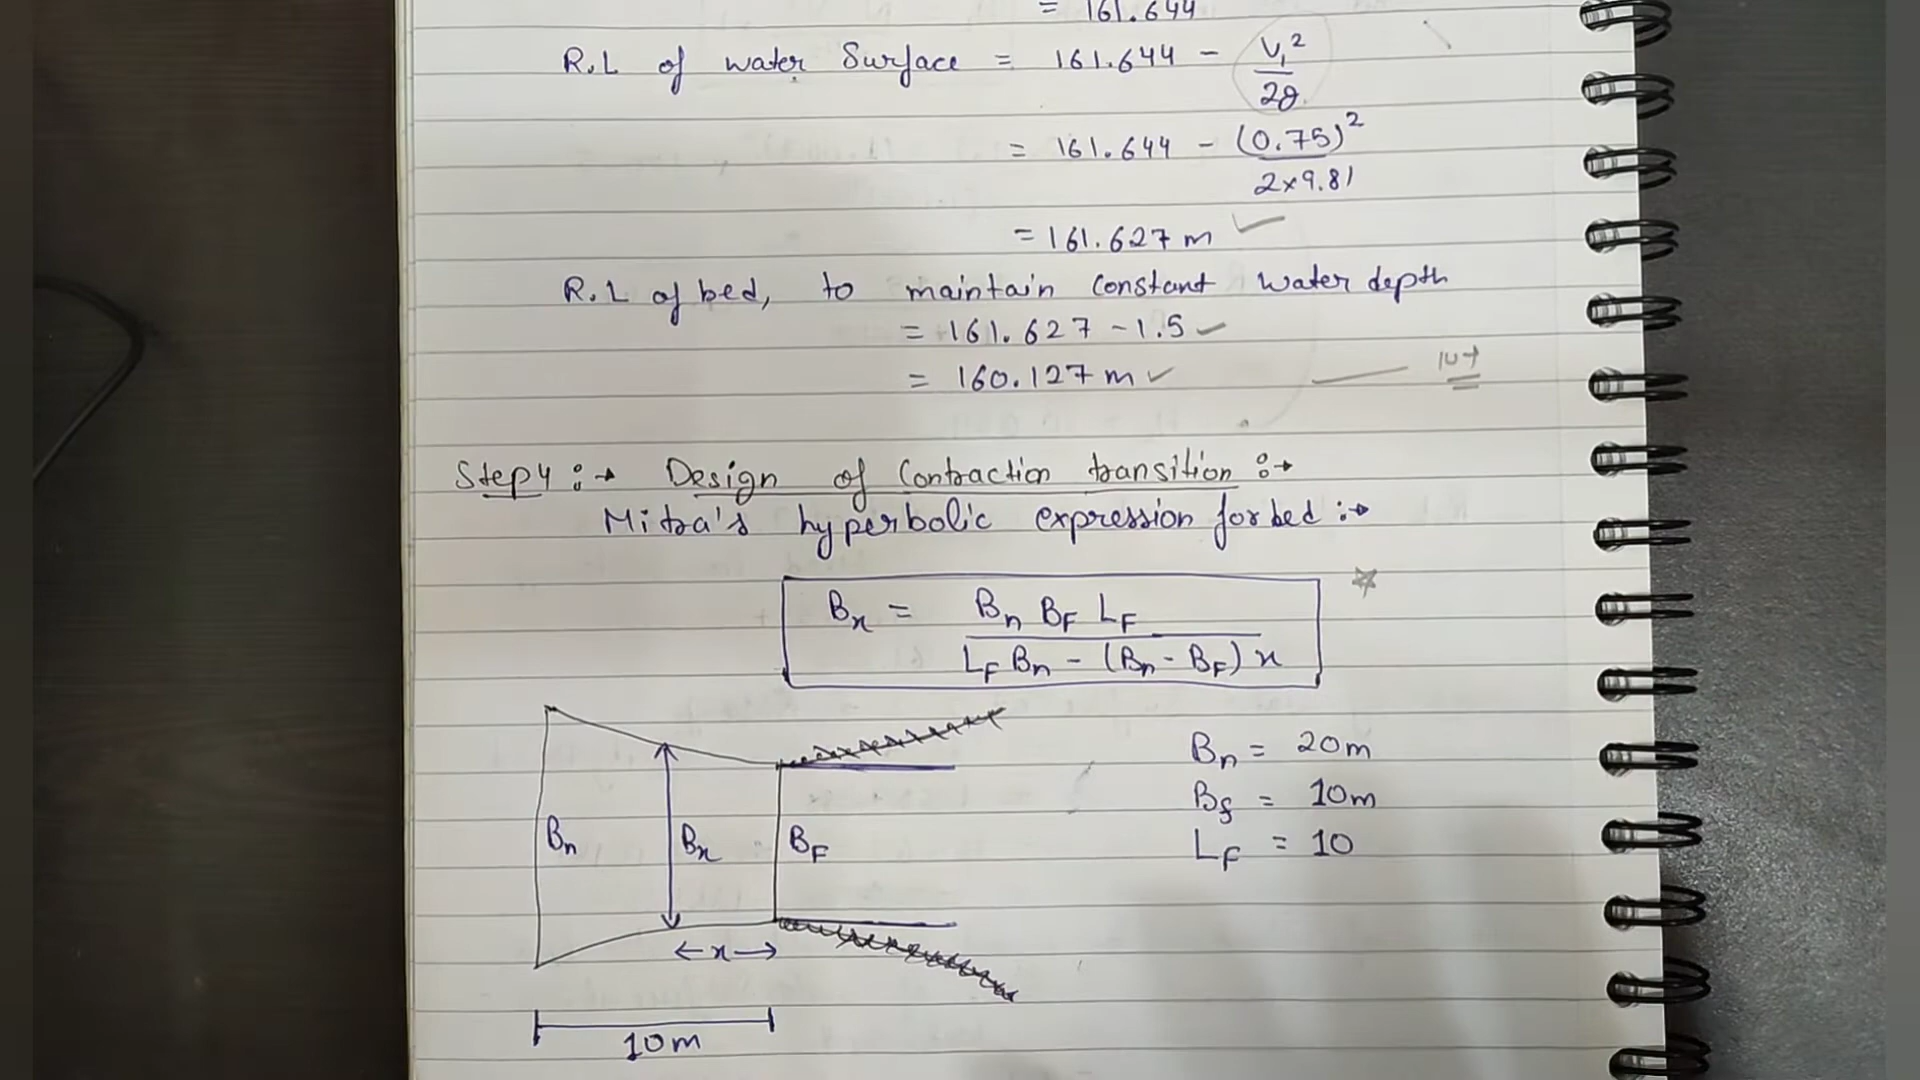 = 161.644
R.L of water Surface = 161.644 - V₁²/2g
= 161.644 - (0.75)²/2×9.81
= 161.627 m ✓
R.L of bed, to maintain constant water depth
= 161.627 - 1.5 ✓
= 160.127 m ✓
Step 4 :→ Design of Contraction transition :→
Mitra's hyperbolic expression for bed :→
Bx = Bn BF LF / LF Bn - (Bn - BF) x
Bn = 20m
Bf = 10m
LF = 10
Bn Bx BF
← x →
10m